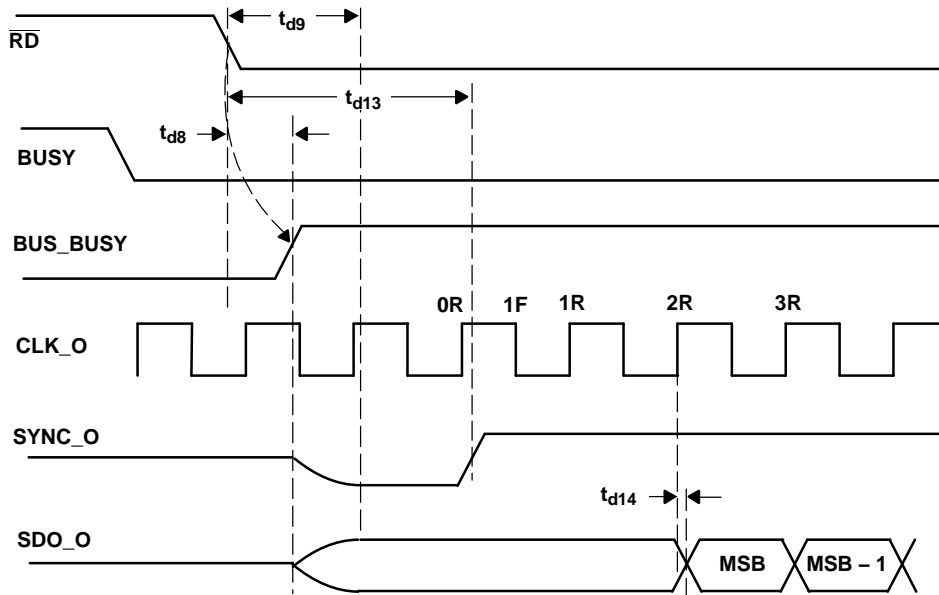 t_d9
RD
t_d13
t_d8
BUSY
BUS_BUSY
0R 1F 1R 2R 3R
CLK_O
SYNC_O
t_d14
SDO_O
MSB MSB – 1